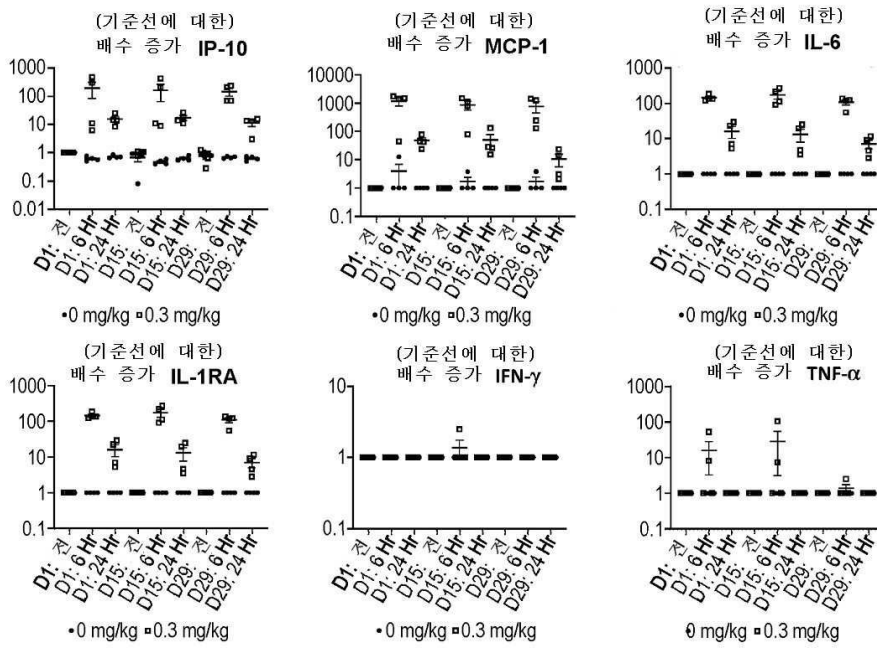 (기준선에 대한)
배수 증가 IP-10
1000
100
10
1
0.1
0.01
D1: 전
D1: 6 Hr
D1: 24 Hr
D15: 전
D15: 6 Hr
D15: 24 Hr
D29: 전
D29: 6 Hr
D29: 24 Hr
0 mg/kg 0.3 mg/kg
(기준선에 대한)
배수 증가 MCP-1
10000
1000
100
10
1
0.1
D1: 전
D1: 6 Hr
D1: 24 Hr
D15: 전
D15: 6 Hr
D15: 24 Hr
D29: 전
D29: 6 Hr
D29: 24 Hr
0 mg/kg 0.3 mg/kg
(기준선에 대한)
배수 증가 IL-6
1000
100
10
1
0.1
D1: 전
D1: 6 Hr
D1: 24 Hr
D15: 전
D15: 6 Hr
D15: 24 Hr
D29: 전
D29: 6 Hr
D29: 24 Hr
0 mg/kg 0.3 mg/kg
(기준선에 대한)
배수 증가 IL-1RA
1000
100
10
1
0.1
D1: 전
D1: 6 Hr
D1: 24 Hr
D15: 전
D15: 6 Hr
D15: 24 Hr
D29: 전
D29: 6 Hr
D29: 24 Hr
0 mg/kg 0.3 mg/kg
(기준선에 대한)
배수 증가 IFN-γ
10
1
0.1
D1: 전
D1: 6 Hr
D1: 24 Hr
D15: 전
D15: 6 Hr
D15: 24 Hr
D29: 전
D29: 6 Hr
D29: 24 Hr
0 mg/kg 0.3 mg/kg
(기준선에 대한)
배수 증가 TNF-α
1000
100
10
1
0.1
D1: 전
D1: 6 Hr
D1: 24 Hr
D15: 전
D15: 6 Hr
D15: 24 Hr
D29: 전
D29: 6 Hr
D29: 24 Hr
0 mg/kg 0.3 mg/kg